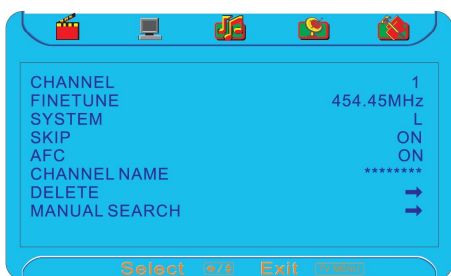 CHANNEL 1
FINETUNE 454.45MHz
SYSTEM L
SKIP ON
AFC ON
CHANNEL NAME ********
DELETE ➡
MANUAL SEARCH ➡
Select Exit